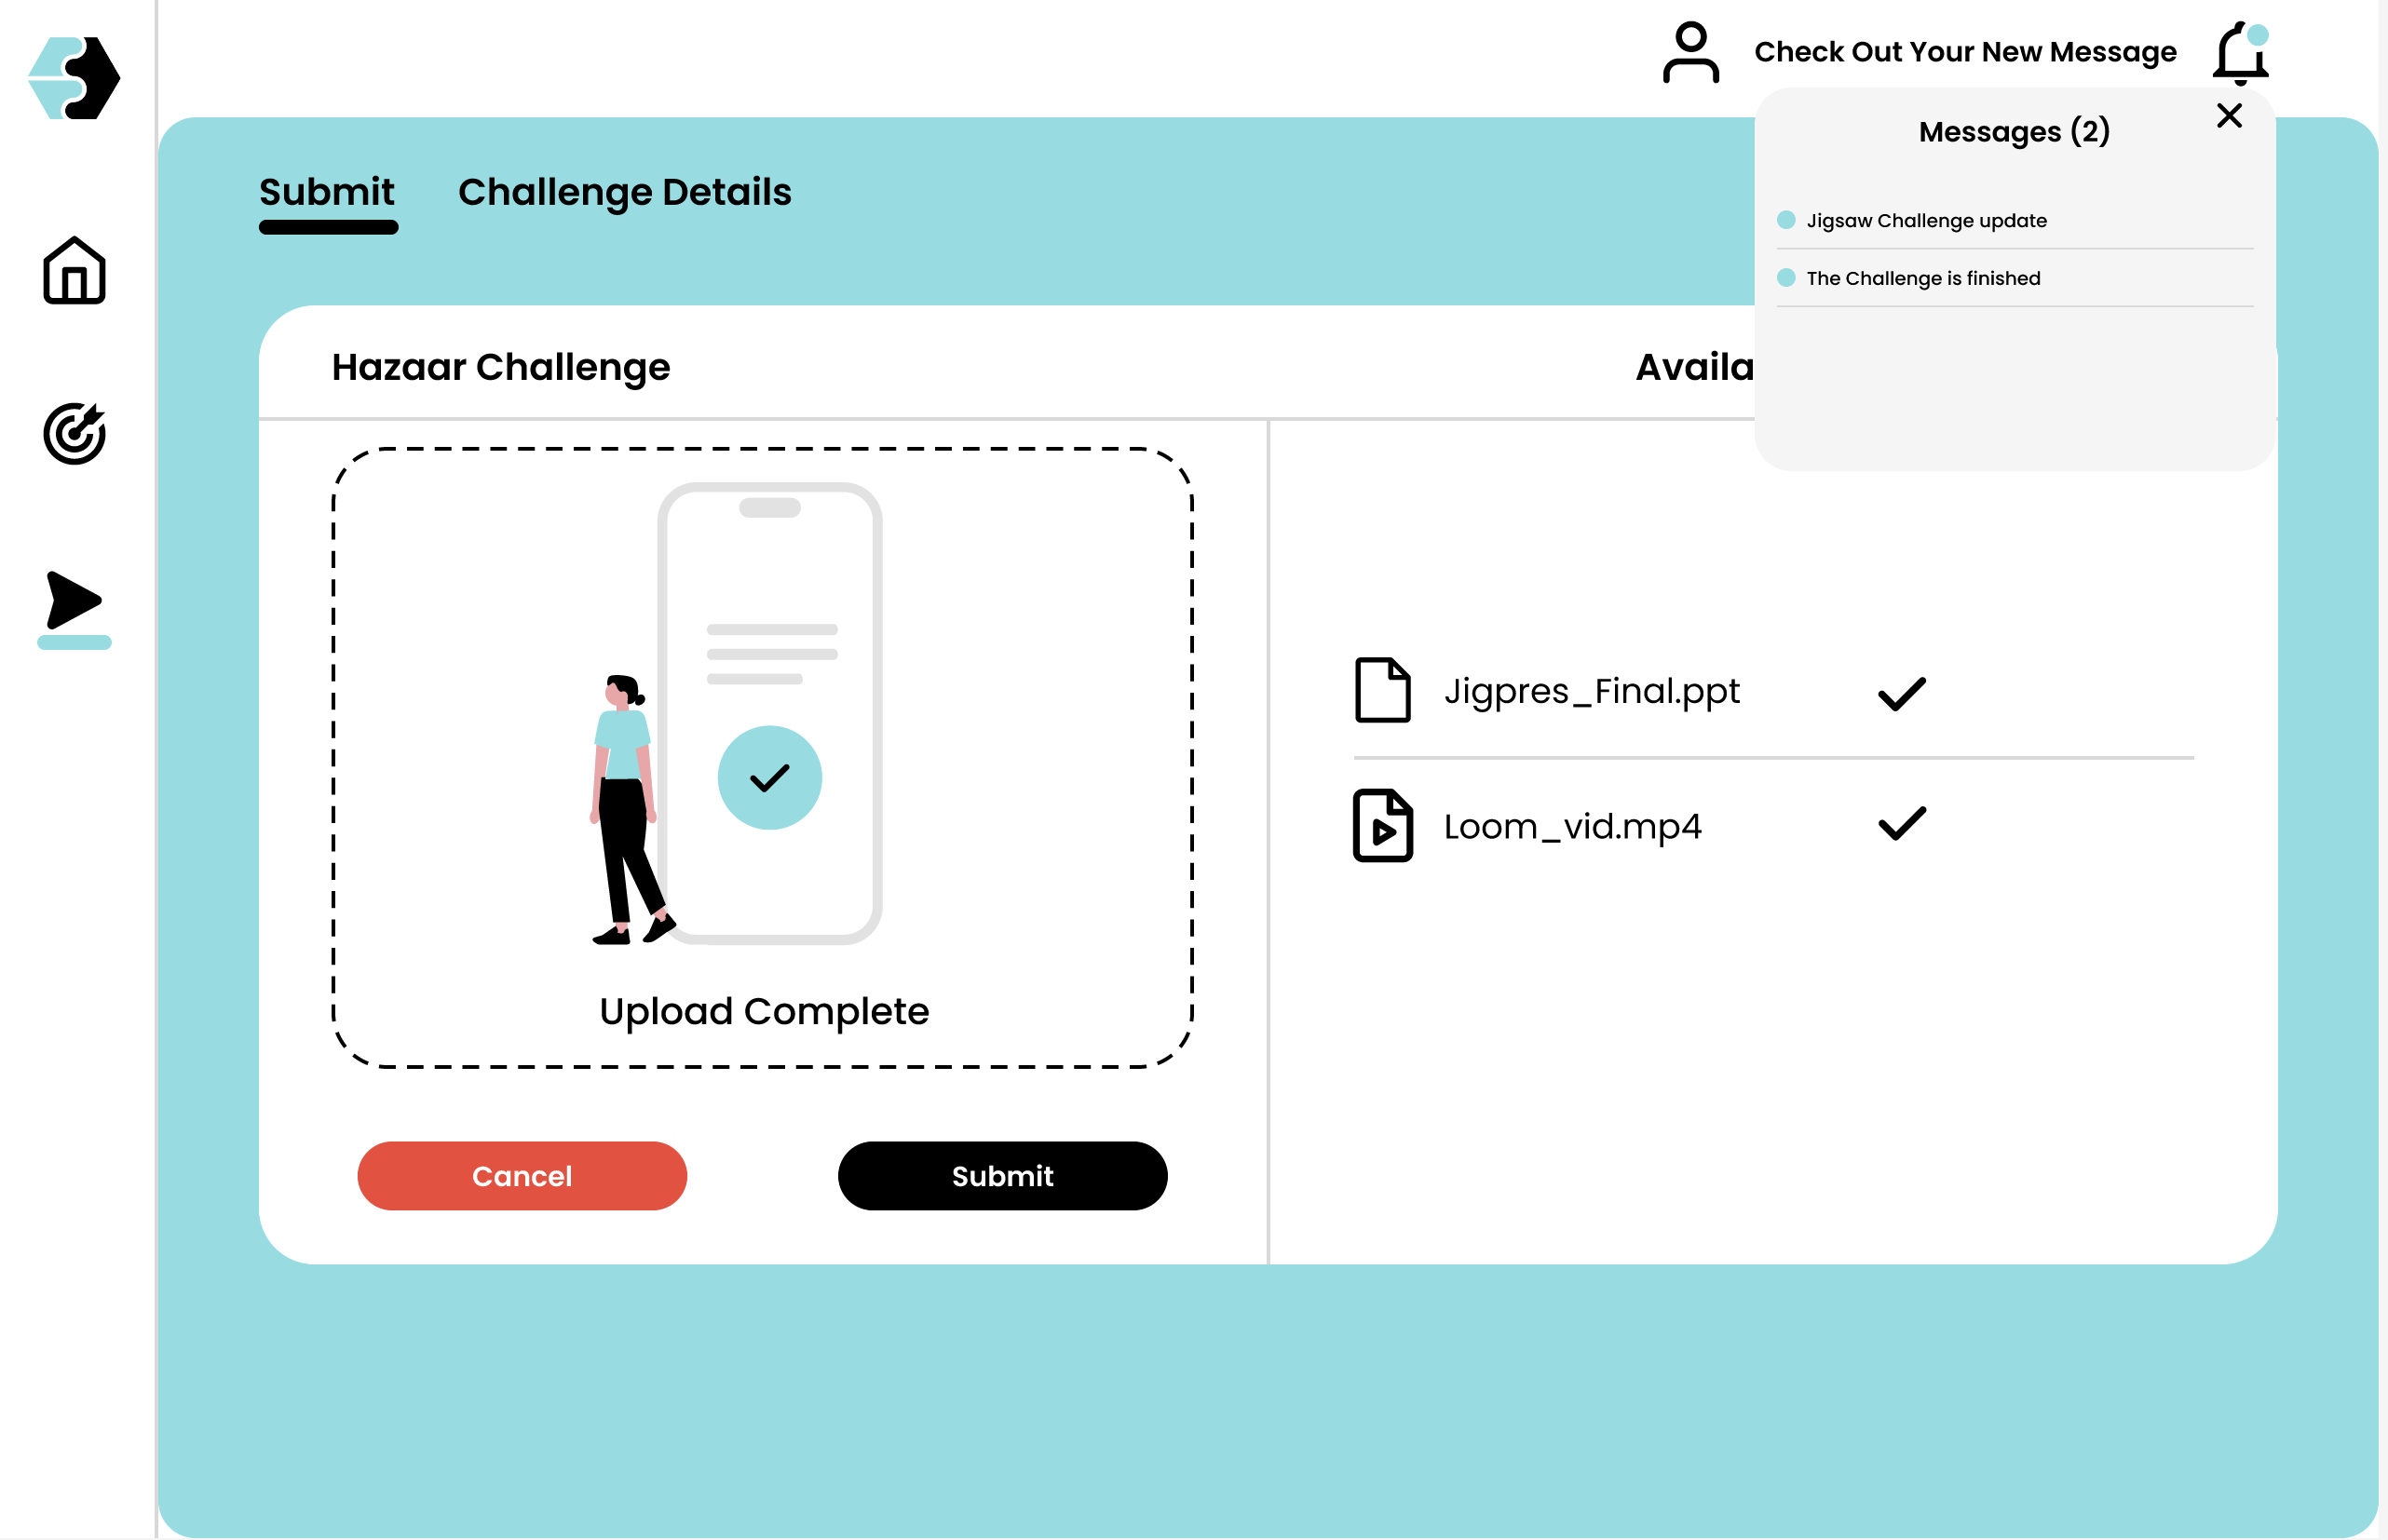 Check Out Your New Message
Messages (2)
Jigsaw Challenge update
The Challenge is finished
Submit
Challenge Details
Hazaar Challenge
Jigpres_Final.ppt
Loom_vid.mp4
Upload Complete
Cancel
Submit